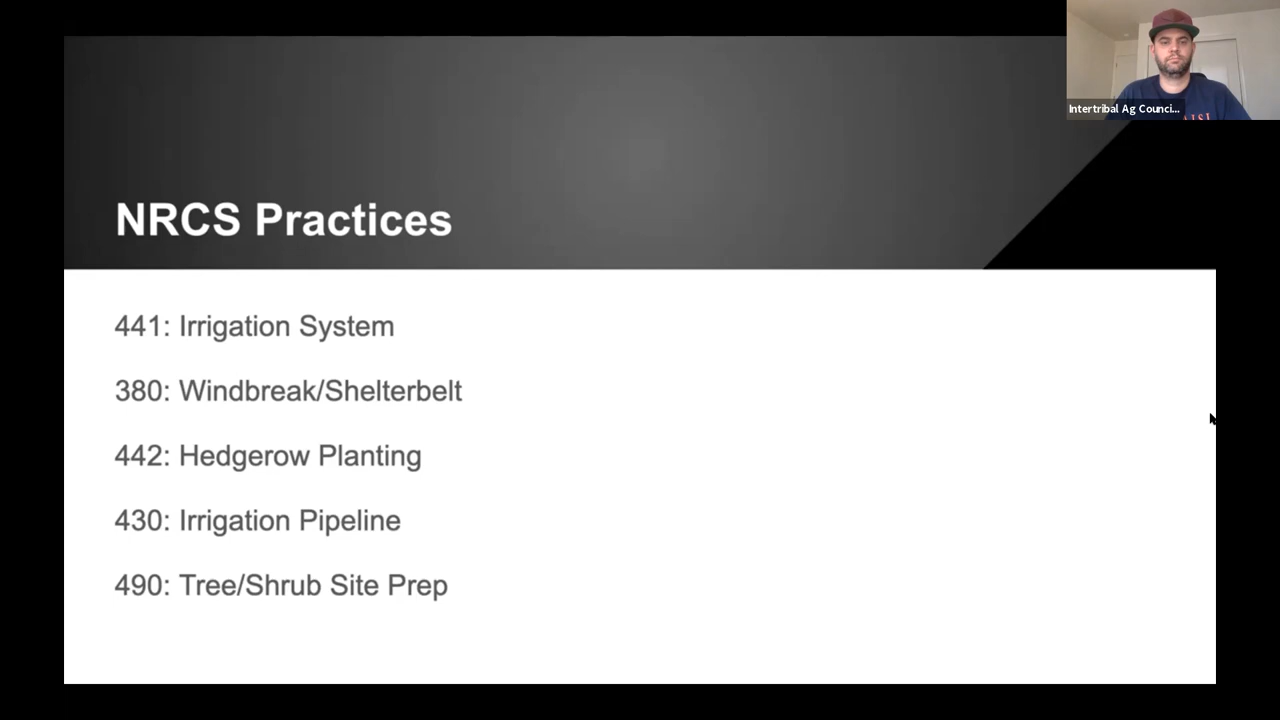 Intertribal Ag Counci...
NRCS Practices
441: Irrigation System
380: Windbreak/Shelterbelt
442: Hedgerow Planting
430: Irrigation Pipeline
490: Tree/Shrub Site Prep